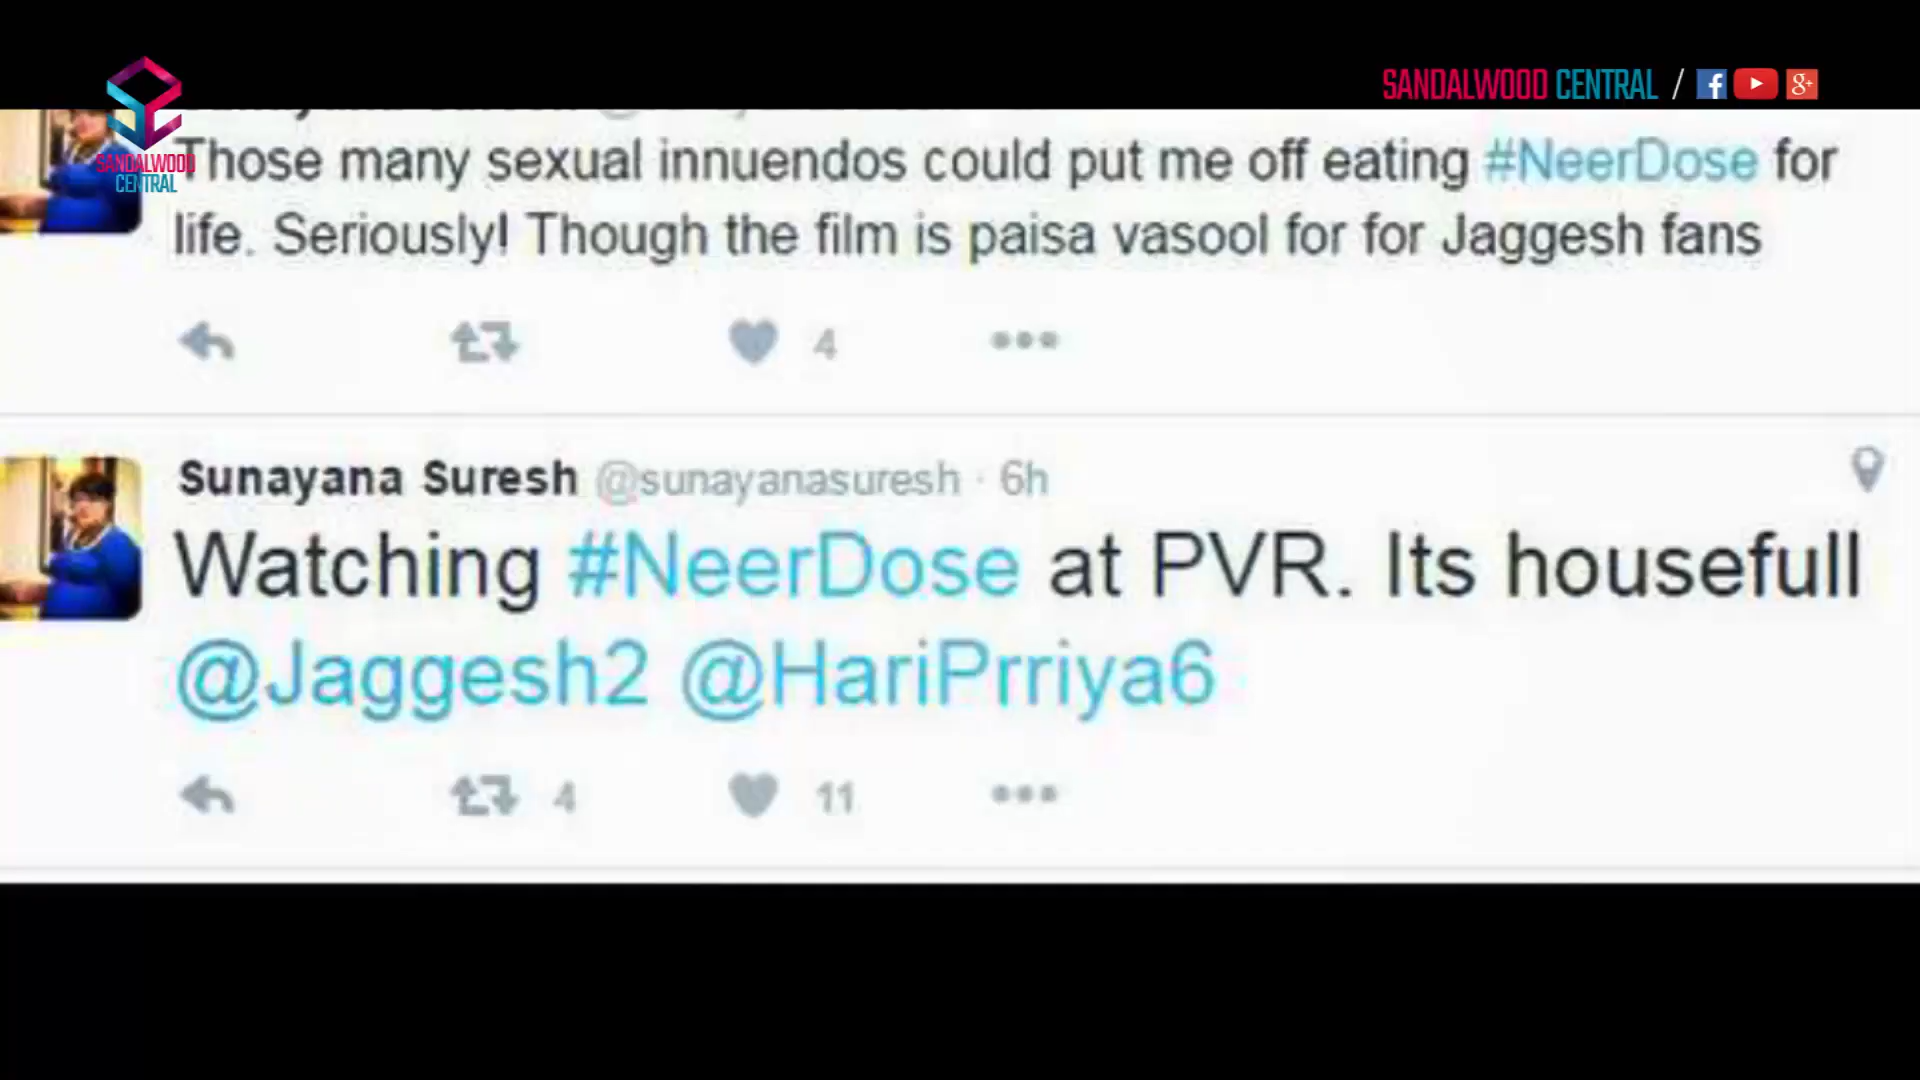 SANDALWOOD CENTRAL / f g+
SANDALWOOD
CENTRAL
Those many sexual innuendos could put me off eating #NeerDose for
life. Seriously! Though the film is paisa vasool for for Jaggesh fans
4
Sunayana Suresh @sunayanasuresh · 6h
Watching #NeerDose at PVR. Its housefull
@Jaggesh2 @HariPrriya6
4 11